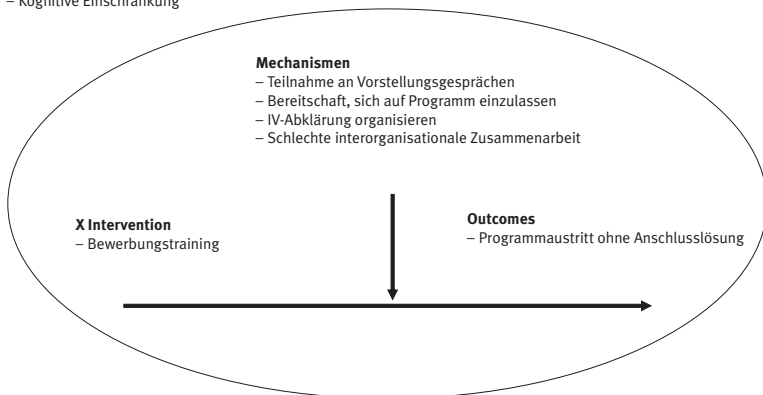 – Kognitive Einschränkung
Mechanismen
– Teilnahme an Vorstellungsgesprächen
– Bereitschaft, sich auf Programm einzulassen
– IV-Abklärung organisieren
– Schlechte interorganisationale Zusammenarbeit
X Intervention
– Bewerbungstraining
Outcomes
– Programmaustritt ohne Anschlusslösung